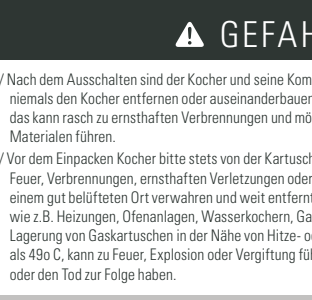 GEFAH
/ Nach dem Ausschalten sind der Kocher und seine Kom
niemals den Kocher entfernen oder auseinanderbauen
das kann rasch zu ernsthaften Verbrennungen und mö
Materialen führen.
/ Vor dem Einpacken Kocher bitte stets von der Kartusch
Feuer, Verbrennungen, ernsthaften Verletzungen oder
einem gut belüfteten Ort verwahren und weit entfernt
wie z.B. Heizungen, Ofenanlagen, Wasserkochern, Ga
Lagerung von Gaskartuschen in der Nähe von Hitze- o
als 49o C, kann zu Feuer, Explosion oder Vergiftung fü
oder den Tod zur Folge haben.